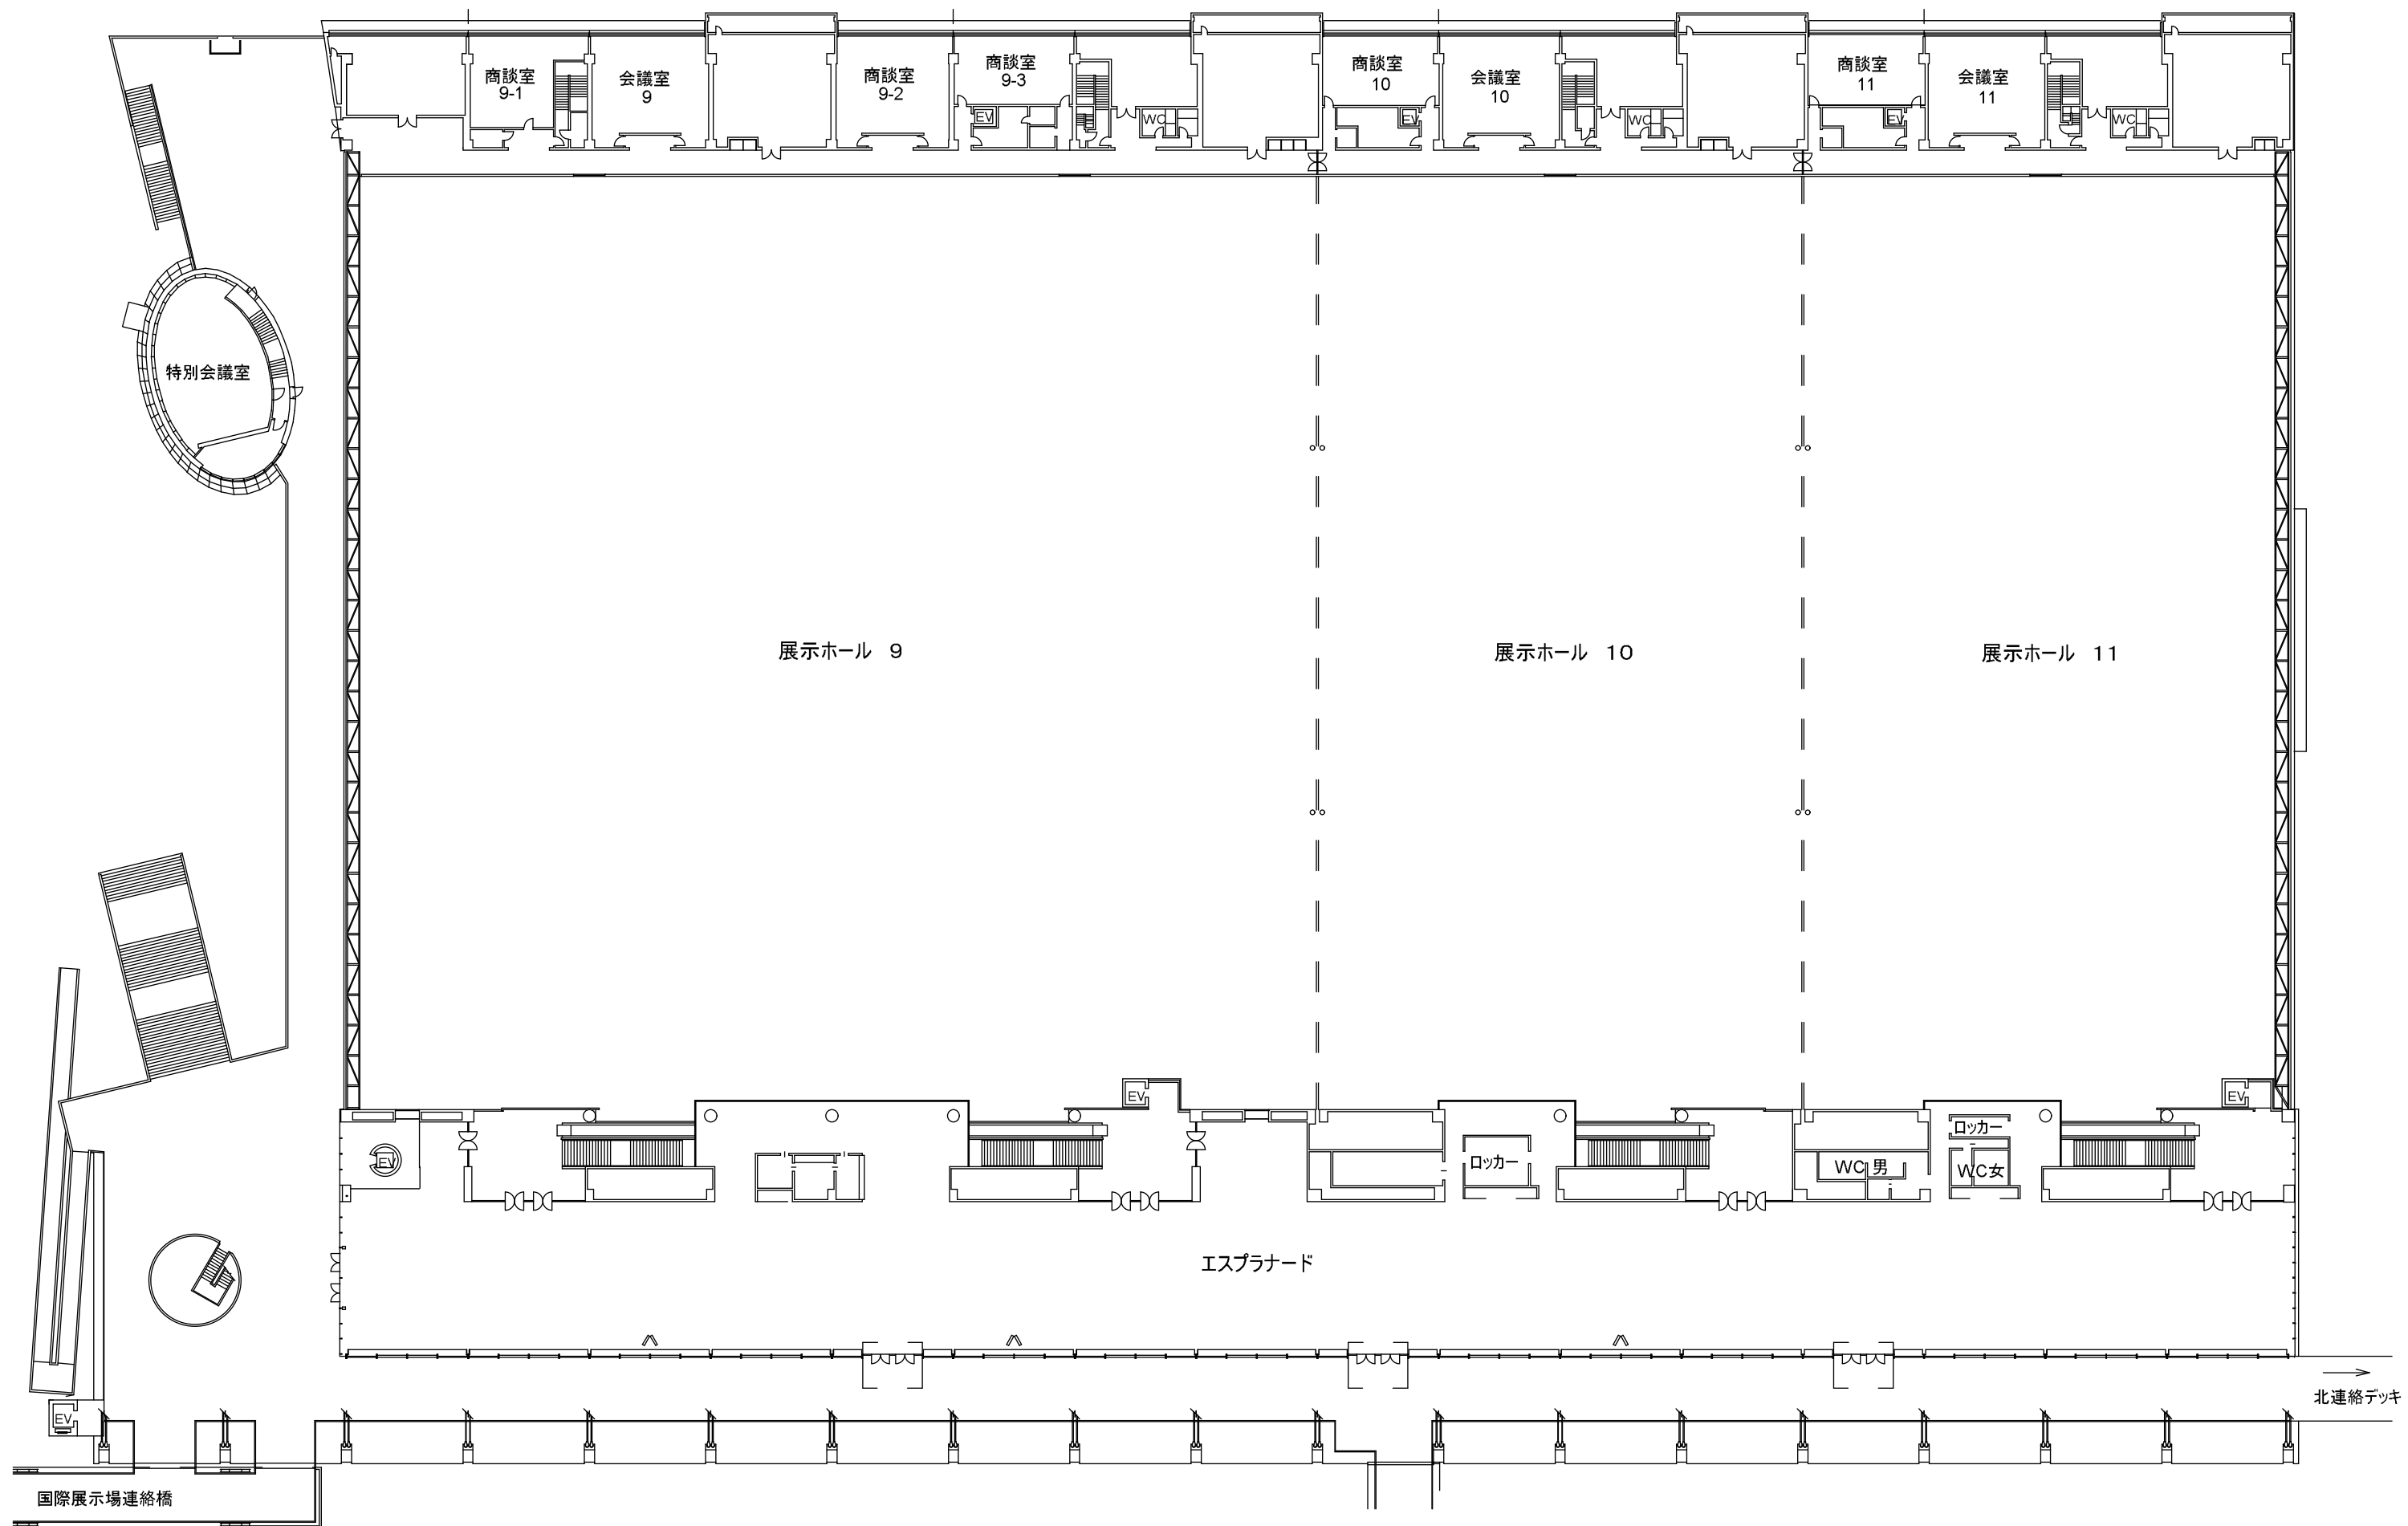 商談室
9-1
会議室
9
商談室
9-2
商談室
9-3
商談室
10
会議室
10
商談室
11
会議室
11
EV
WC
EV
WC
EV
WC
特別会議室
展示ホール 9
展示ホール 10
展示ホール 11
EV
EV
EV
ロッカー
ロッカー
WC 男
WC女
エスプラナード
北連絡デッキ
EV
国際展示場連絡橋